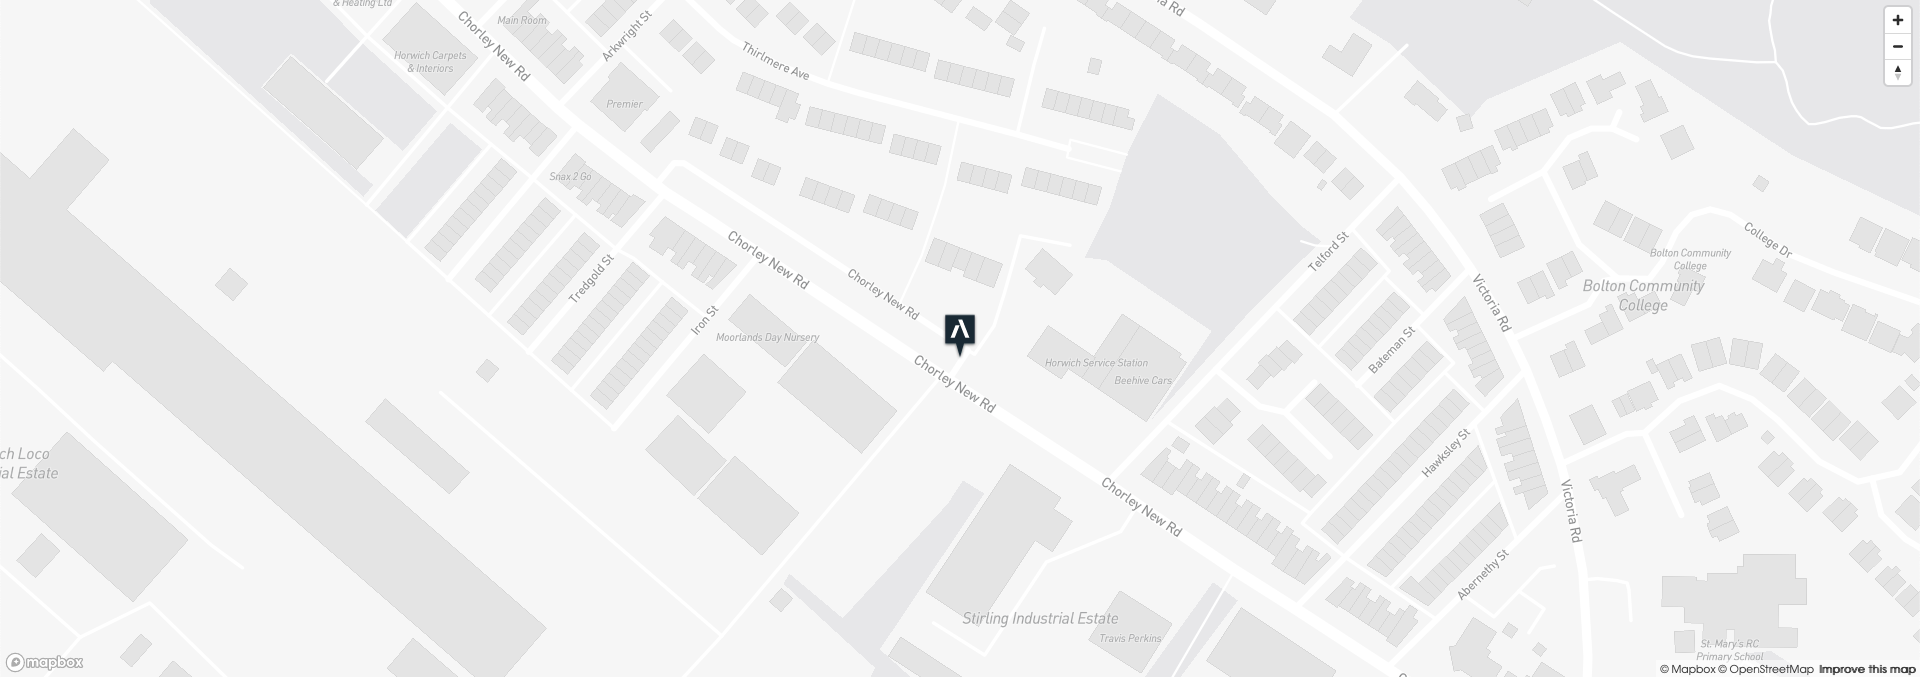 & Heating Ltd
Main Room
Chorley New Rd
Arkwright St
Horwich Carpets
& Interiors
Thirlmere Ave
Premier
Snax 2 Go
Tredgold St
Chorley New Rd
Chorley New Rd
Iron St
Moorlands Day Nursery
Chorley New Rd
Horwich Service Station
Beehive Cars
Telford St
Bateman St
Victoria Rd
College Dr
Bolton Community
College
Bolton Community
College
Hawksley St
Victoria Rd
Chorley New Rd
Abernethy St
ch Loco
ial Estate
Stirling Industrial Estate
Travis Perkins
St. Mary's RC
Primary School
mapbox
© Mapbox © OpenStreetMap Improve this map